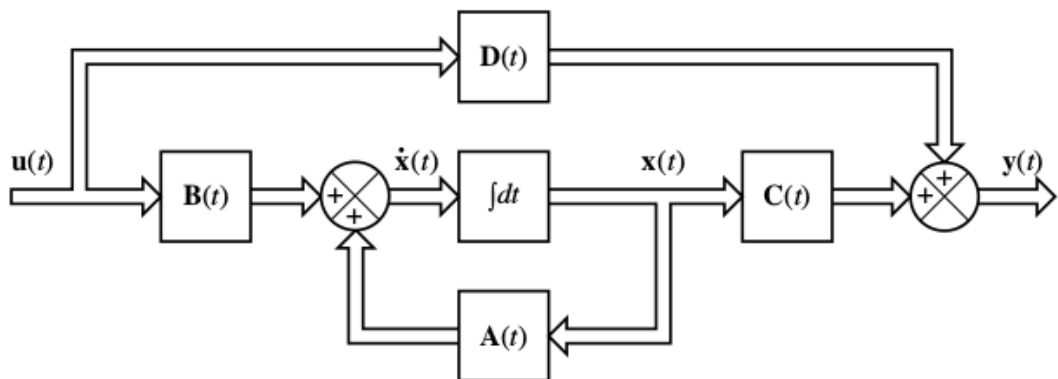 D(t)
u(t)
B(t)
+
+
ẋ(t)
∫dt
x(t)
C(t)
+
+
y(t)
A(t)